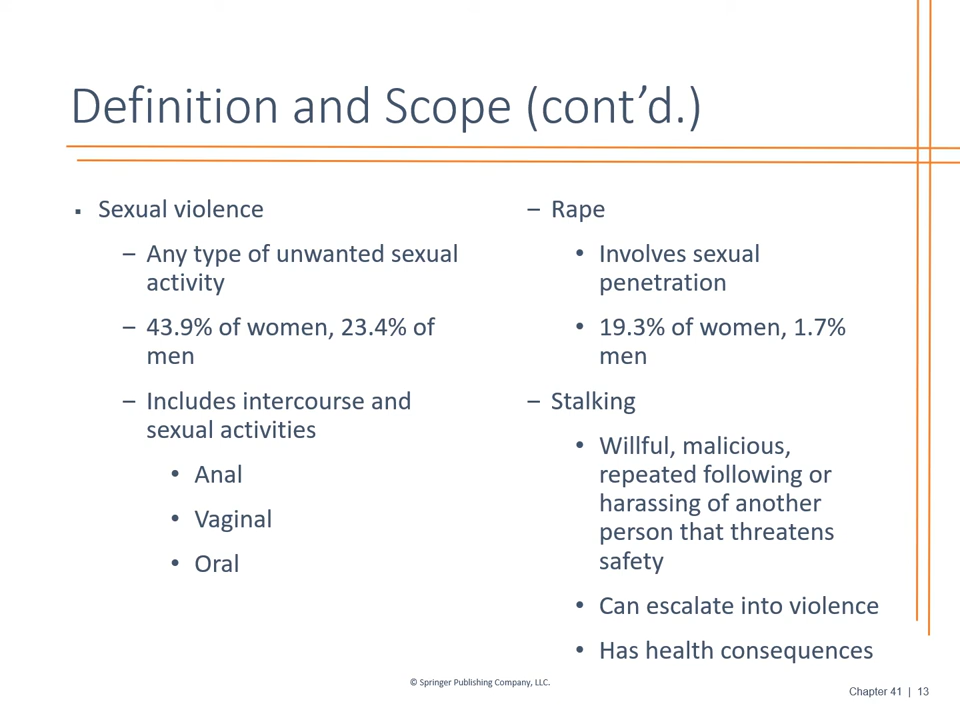 Definition and Scope (cont’d.)
▪ Sexual violence
– Any type of unwanted sexual
activity
– 43.9% of women, 23.4% of
men
– Includes intercourse and
sexual activities
• Anal
• Vaginal
• Oral
– Rape
• Involves sexual
penetration
• 19.3% of women, 1.7%
men
– Stalking
• Willful, malicious,
repeated following or
harassing of another
person that threatens
safety
• Can escalate into violence
• Has health consequences
© Springer Publishing Company, LLC.
Chapter 41 | 13